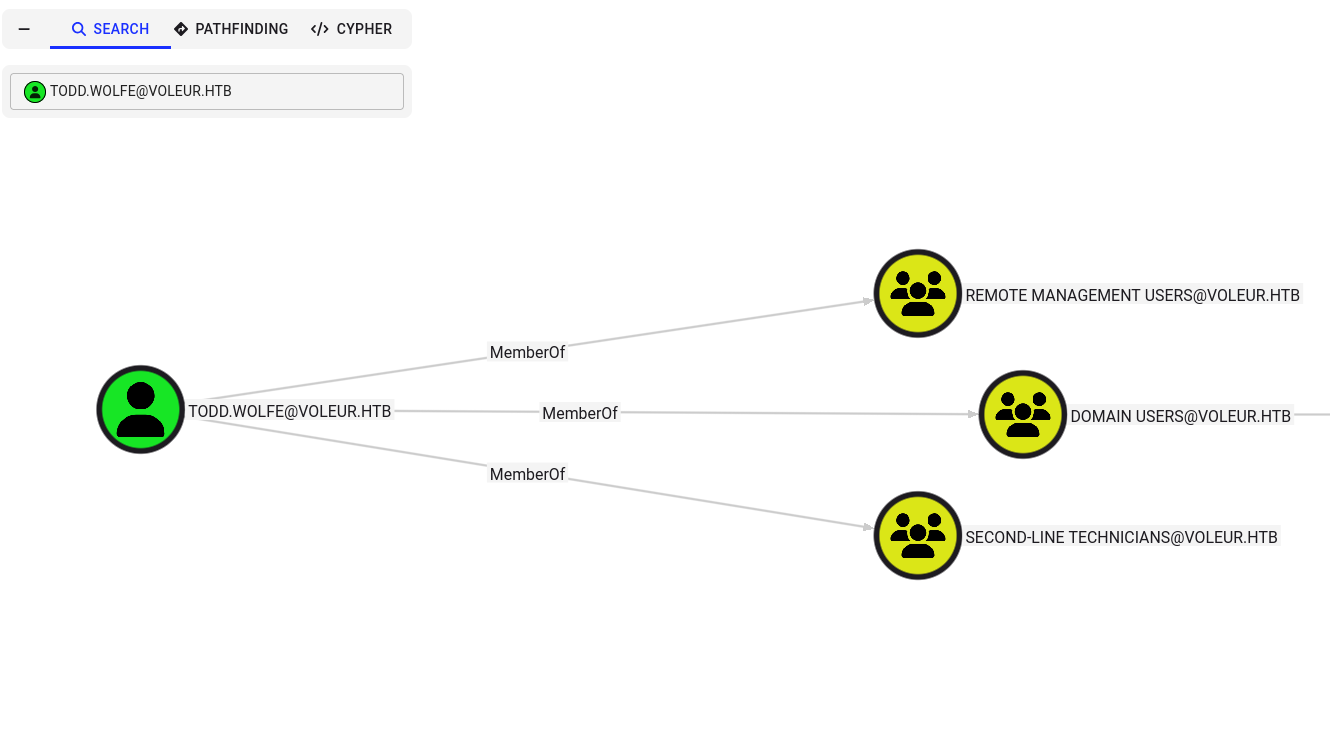 SEARCH PATHFINDING </> CYPHER
TODD.WOLFE@VOLEUR.HTB
REMOTE MANAGEMENT USERS@VOLEUR.HTB
MemberOf
TODD.WOLFE@VOLEUR.HTB
MemberOf
DOMAIN USERS@VOLEUR.HTB
MemberOf
SECOND-LINE TECHNICIANS@VOLEUR.HTB